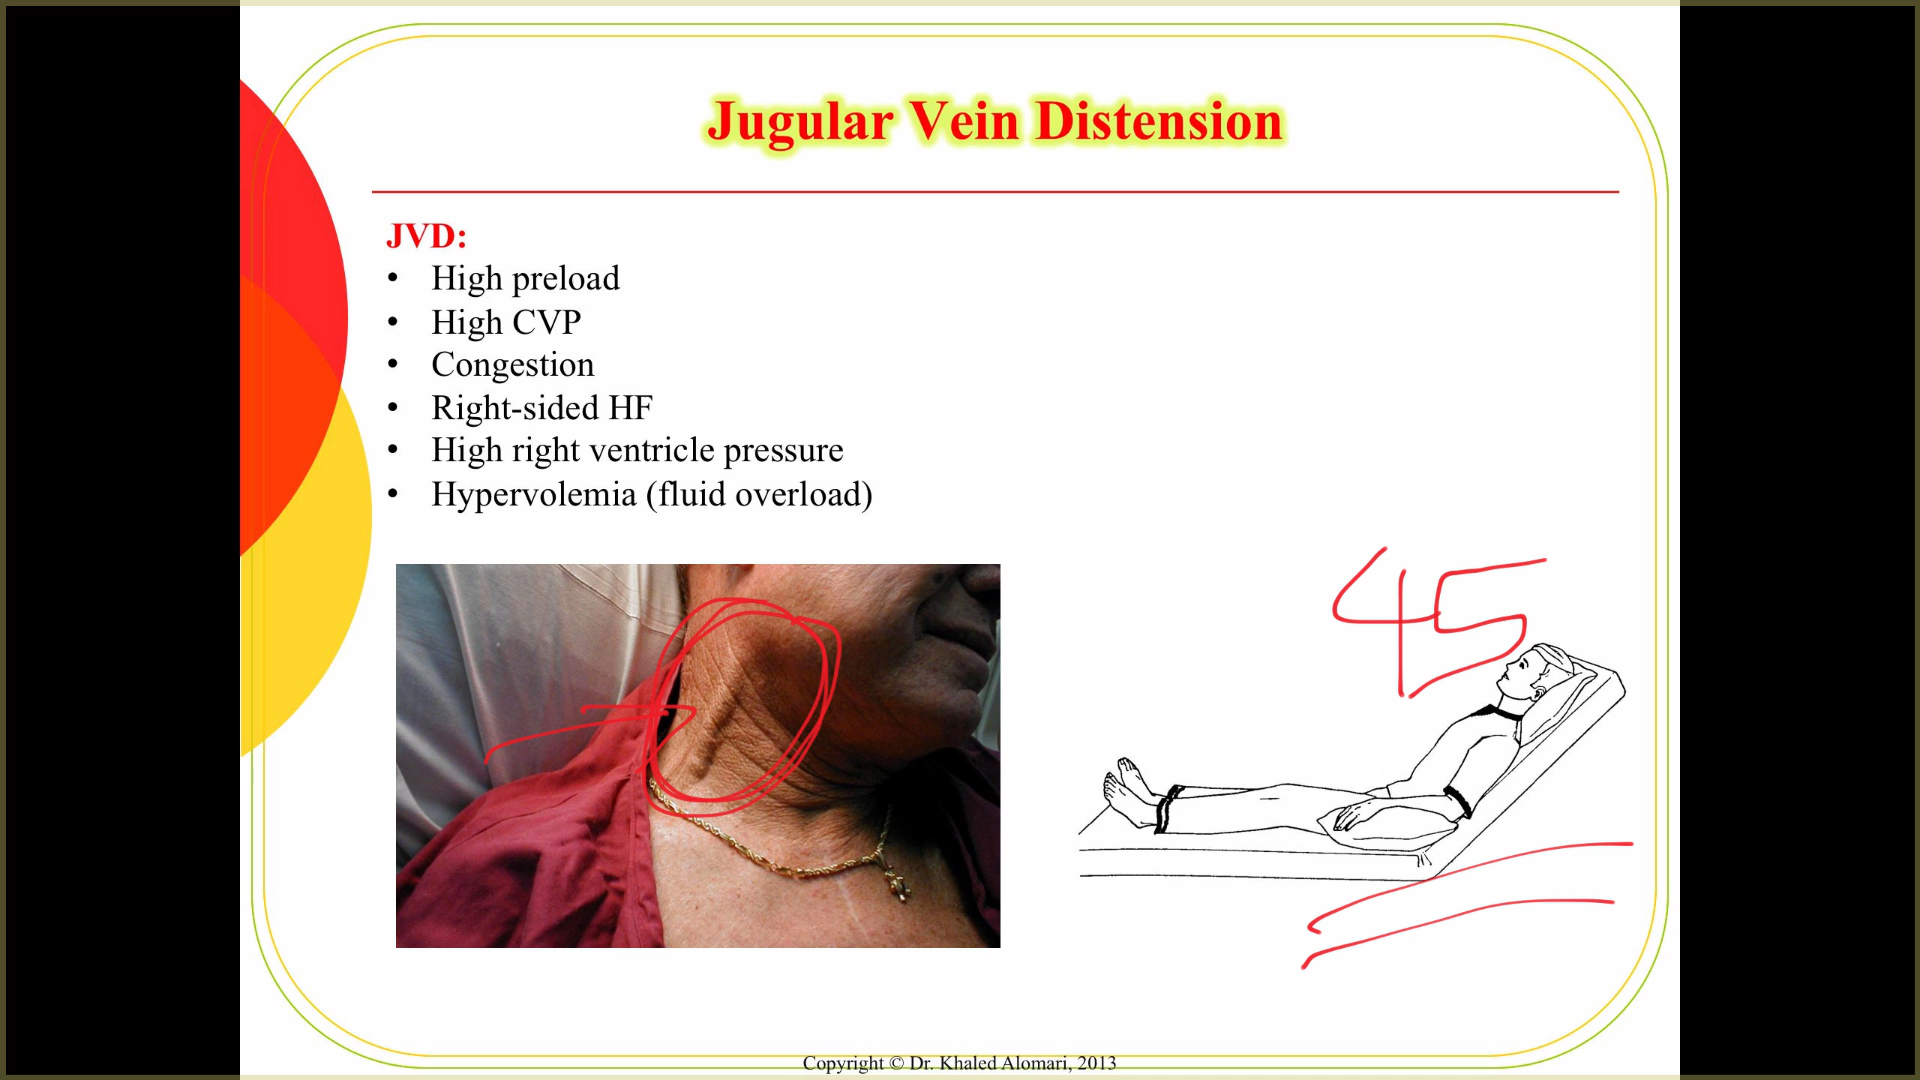 Jugular Vein Distension
JVD:
• High preload
• High CVP
• Congestion
• Right-sided HF
• High right ventricle pressure
• Hypervolemia (fluid overload)
45
Copyright © Dr. Khaled Alomari, 2013